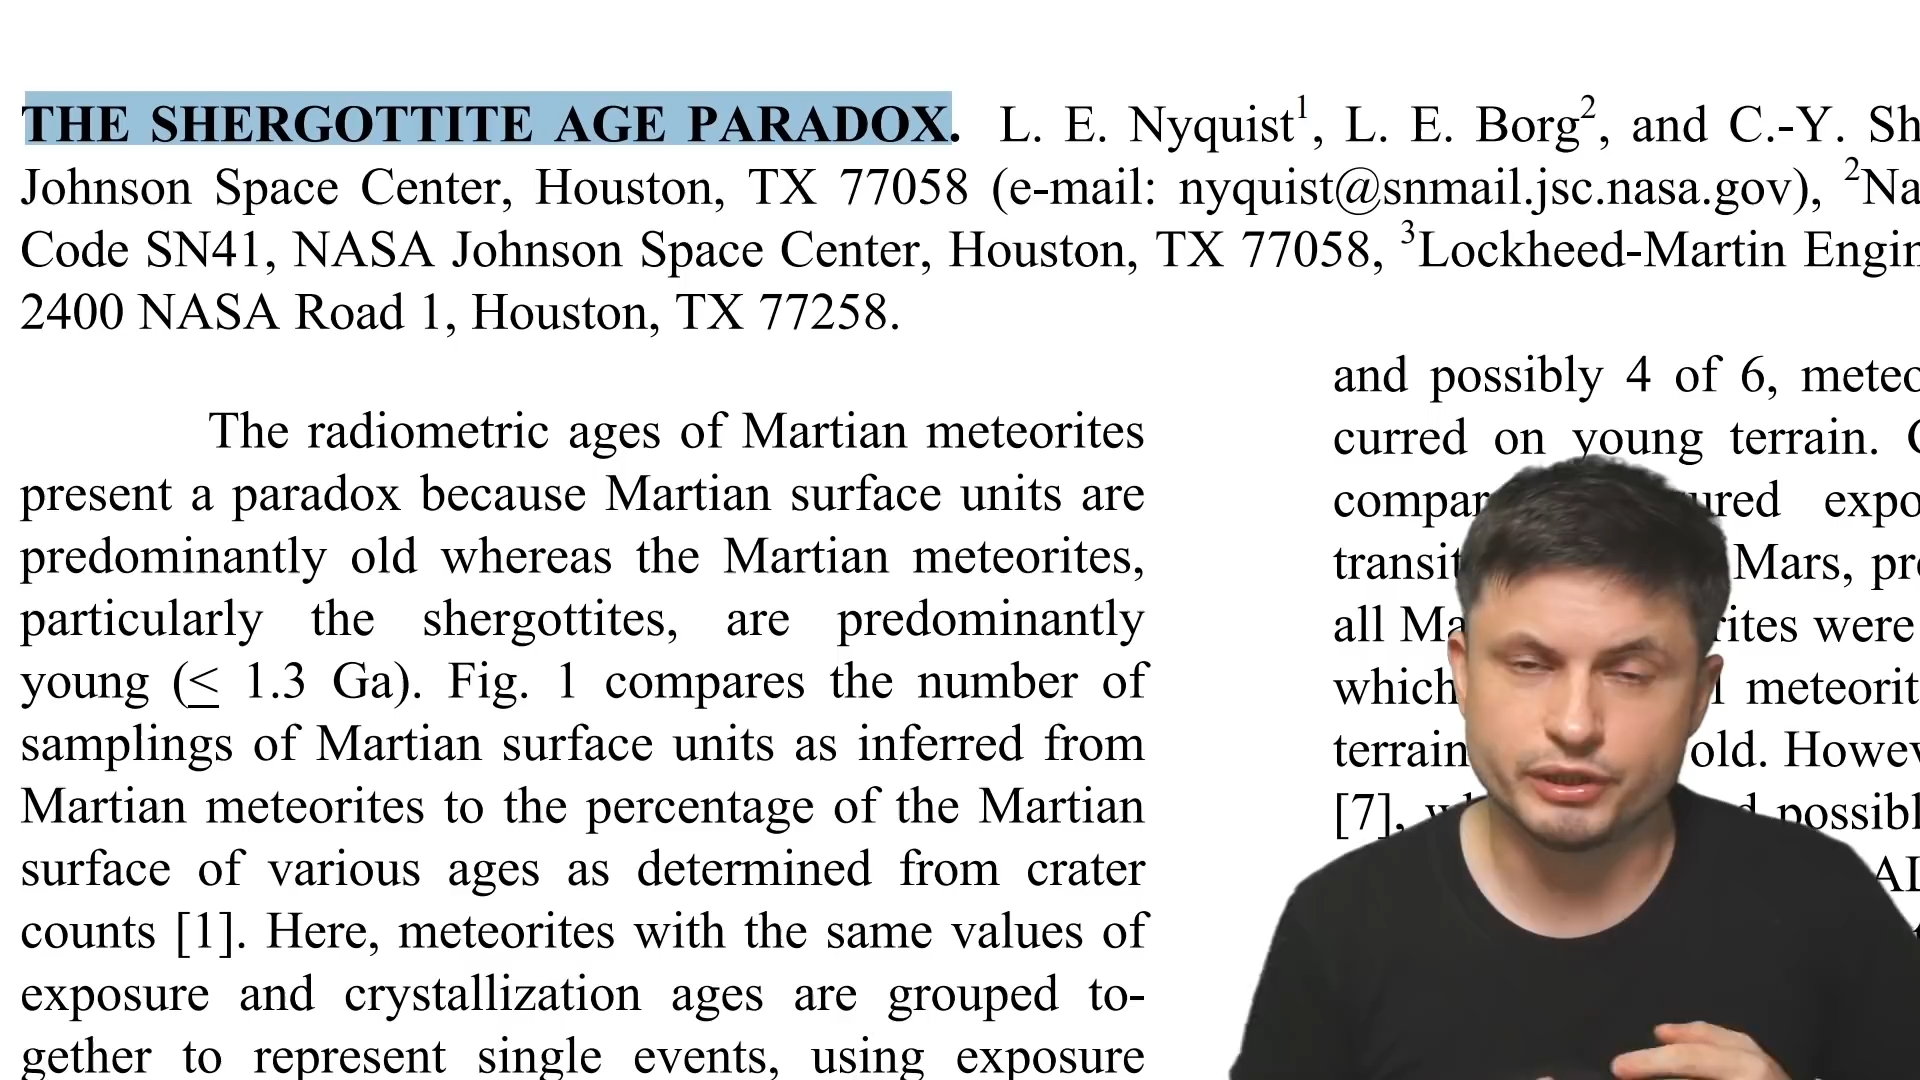 THE SHERGOTTITE AGE PARADOX. L. E. Nyquist1, L. E. Borg2, and C.-Y. Sh
Johnson Space Center, Houston, TX 77058 (e-mail: nyquist@snmail.jsc.nasa.gov), 2Na
Code SN41, NASA Johnson Space Center, Houston, TX 77058, 3Lockheed-Martin Engin
2400 NASA Road 1, Houston, TX 77258.
The radiometric ages of Martian meteorites
present a paradox because Martian surface units are
predominantly old whereas the Martian meteorites,
particularly the shergottites, are predominantly
young (≤ 1.3 Ga). Fig. 1 compares the number of
samplings of Martian surface units as inferred from
Martian meteorites to the percentage of the Martian
surface of various ages as determined from crater
counts [1]. Here, meteorites with the same values of
exposure and crystallization ages are grouped to-
gether to represent single events, using exposure
and possibly 4 of 6, meteo
curred on young terrain.
compar ured expo
transit Mars, pr
all Ma rites were
which meteorit
terrain old. Howev
[7], possibl